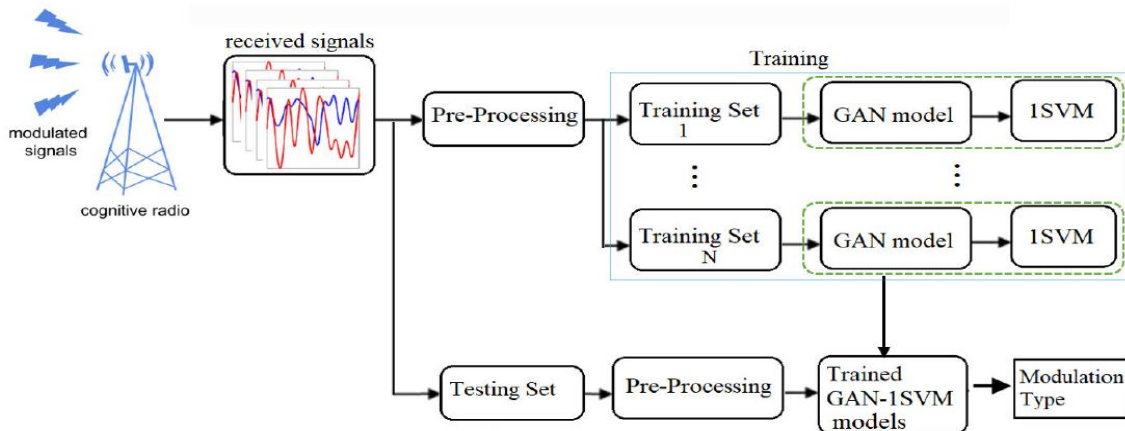 received signals
modulated
signals
cognitive radio
Pre-Processing
Training
Training Set
1
GAN model
1SVM
Training Set
N
GAN model
1SVM
Testing Set
Pre-Processing
Trained
GAN-1SVM
models
Modulation
Type